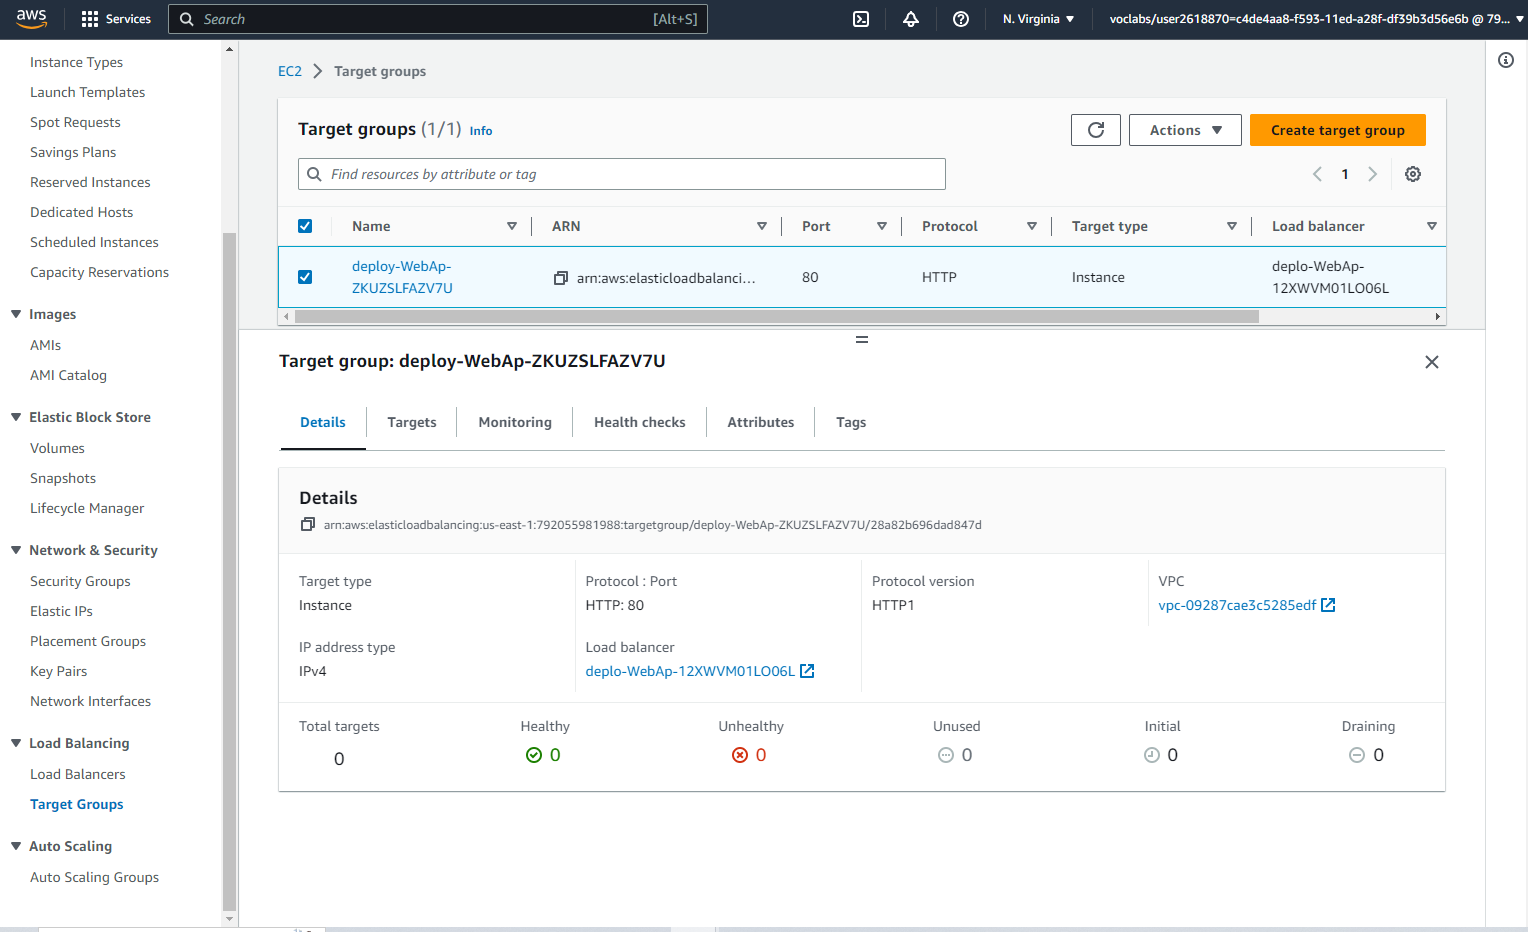 aws
Services
Search
[Alt+S]
N. Virginia
voclabs/user2618870=c4de4aa8-f593-11ed-a28f-df39b3d56e6b @ 79...
Instance Types
Launch Templates
Spot Requests
Savings Plans
Reserved Instances
Dedicated Hosts
Scheduled Instances
Capacity Reservations
Images
AMIs
AMI Catalog
Elastic Block Store
Volumes
Snapshots
Lifecycle Manager
Network & Security
Security Groups
Elastic IPs
Placement Groups
Key Pairs
Network Interfaces
Load Balancing
Load Balancers
Target Groups
Auto Scaling
Auto Scaling Groups
EC2 > Target groups
Target groups (1/1) Info
Actions
Create target group
Find resources by attribute or tag
1
Name ARN Port Protocol Target type Load balancer
deploy-WebAp-
ZKUZSLFAZV7U
arn:aws:elasticloadbalanci...
80
HTTP
Instance
deplo-WebAp-
12XWVM01LO06L
Target group: deploy-WebAp-ZKUZSLFAZV7U
Details Targets Monitoring Health checks Attributes Tags
Details
arn:aws:elasticloadbalancing:us-east-1:792055981988:targetgroup/deploy-WebAp-ZKUZSLFAZV7U/28a82b696dad847d
Target type
Instance
Protocol : Port
HTTP: 80
Protocol version
HTTP1
VPC
vpc-09287cae3c5285edf
IP address type
IPv4
Load balancer
deplo-WebAp-12XWVM01LO06L
Total targets
0
Healthy
0
Unhealthy
0
Unused
0
Initial
0
Draining
0